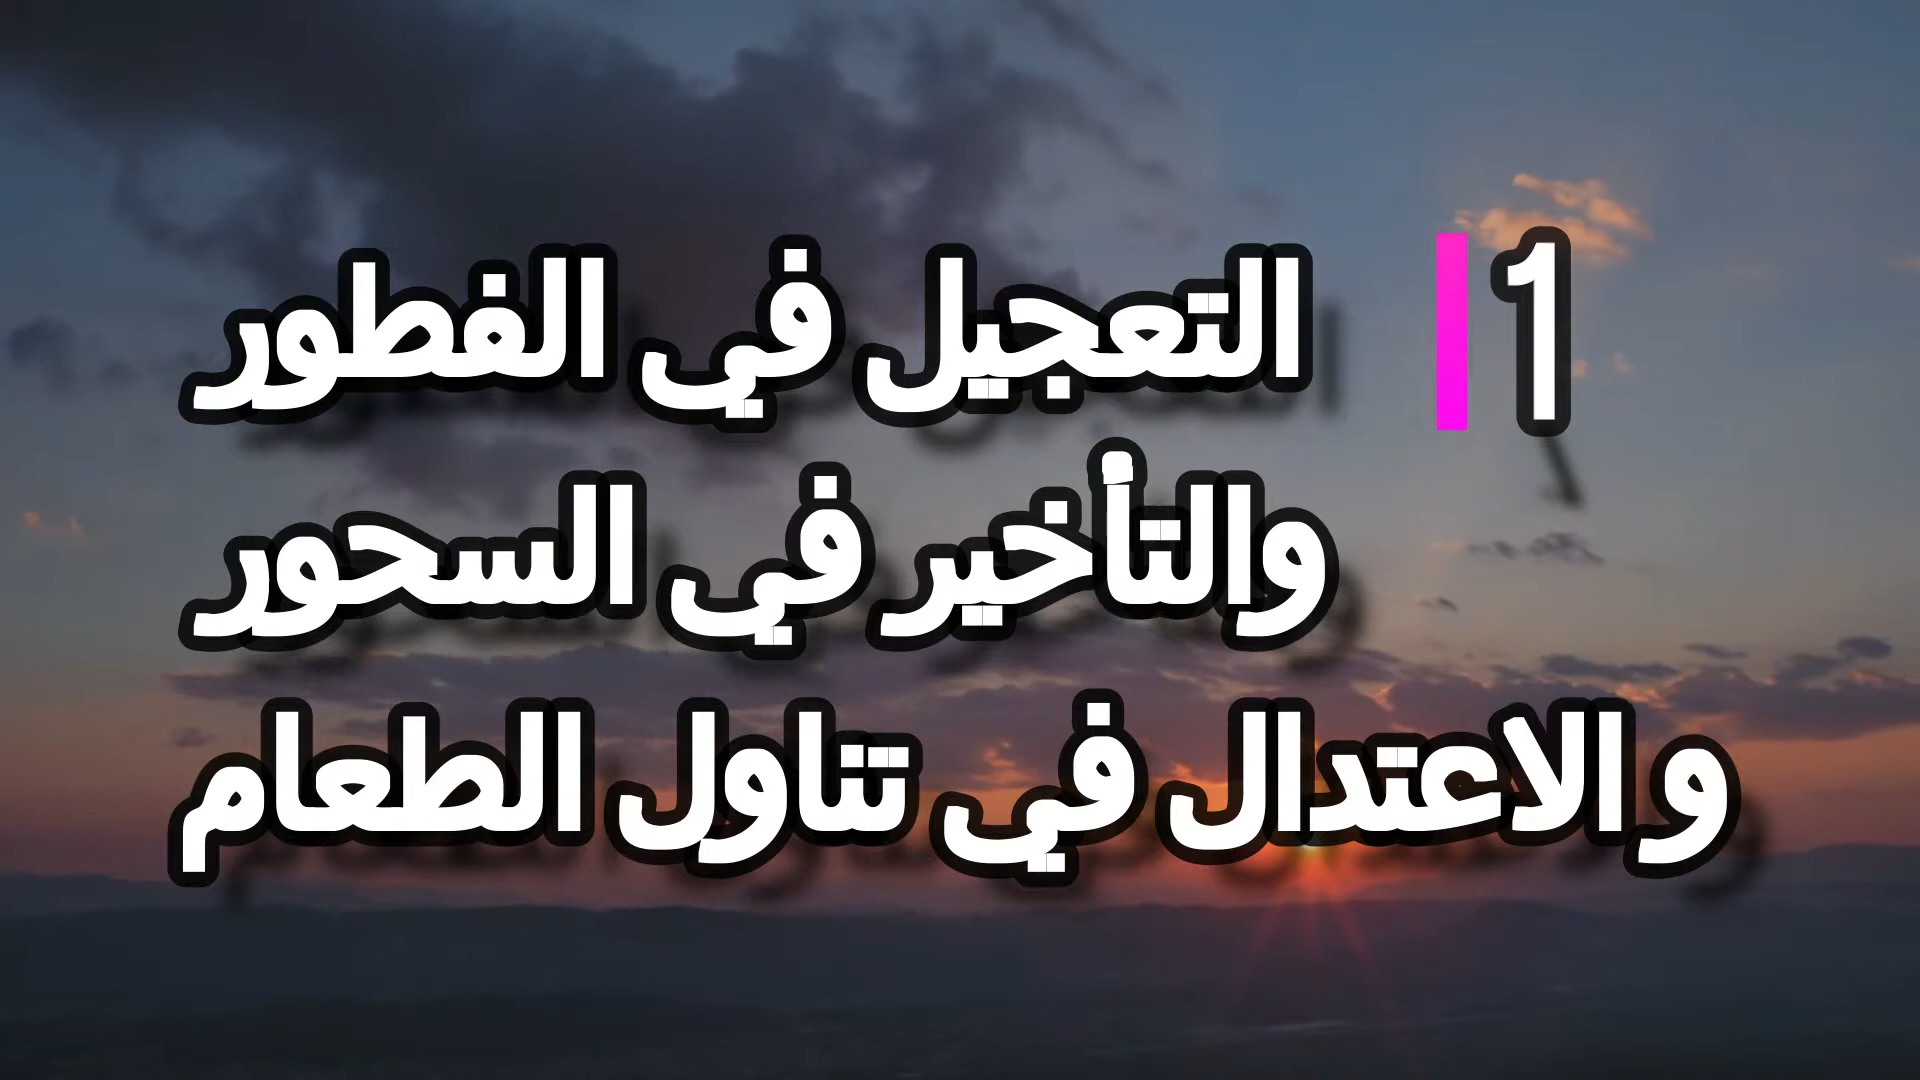 1 التعجيل في الفطور
والتأخير في السحور
و الاعتدال في تناول الطعام